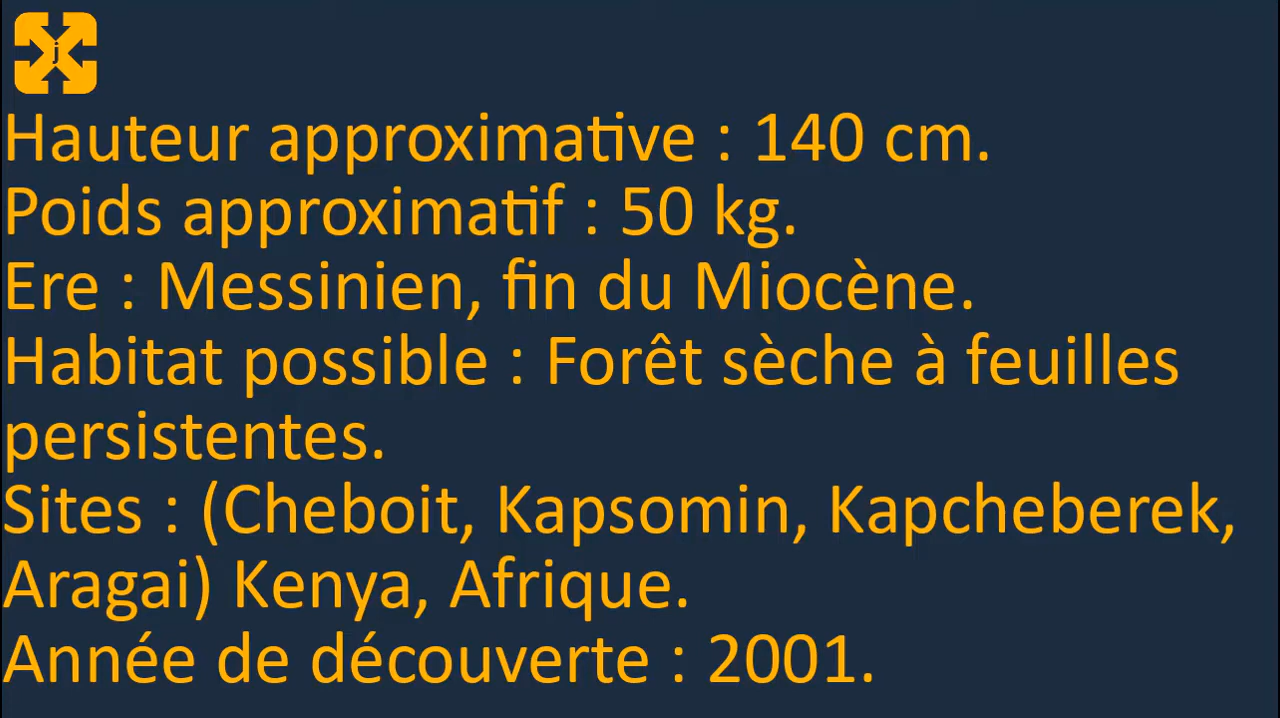 j
Hauteur approximative : 140 cm.
Poids approximatif : 50 kg.
Ere : Messinien, fin du Miocène.
Habitat possible : Forêt sèche à feuilles
persistentes.
Sites : (Cheboit, Kapsomin, Kapcheberek,
Aragai) Kenya, Afrique.
Année de découverte : 2001.